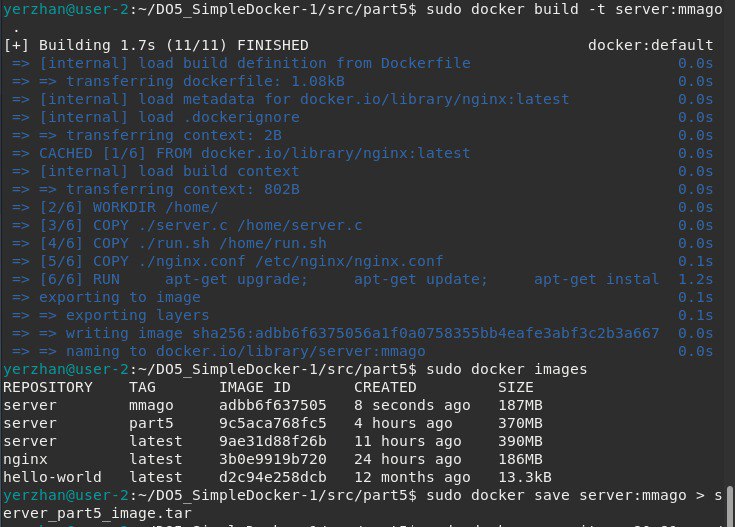 yerzhan@user-2:~/DO5_SimpleDocker-1/src/part5$ sudo docker build -t server:mmago
.
[+] Building 1.7s (11/11) FINISHED docker:default
=> [internal] load build definition from Dockerfile 0.0s
=> => transferring dockerfile: 1.08kB 0.0s
=> [internal] load metadata for docker.io/library/nginx:latest 0.0s
=> [internal] load .dockerignore 0.0s
=> => transferring context: 2B 0.0s
=> CACHED [1/6] FROM docker.io/library/nginx:latest 0.0s
=> [internal] load build context 0.0s
=> => transferring context: 802B 0.0s
=> [2/6] WORKDIR /home/ 0.0s
=> [3/6] COPY ./server.c /home/server.c 0.0s
=> [4/6] COPY ./run.sh /home/run.sh 0.0s
=> [5/6] COPY ./nginx.conf /etc/nginx/nginx.conf 0.1s
=> [6/6] RUN apt-get upgrade; apt-get update; apt-get instal 1.2s
=> exporting to image 0.1s
=> => exporting layers 0.1s
=> => writing image sha256:adbb6f6375056a1f0a0758355bb4eafe3abf3c2b3a667 0.0s
=> => naming to docker.io/library/server:mmago 0.0s
yerzhan@user-2:~/DO5_SimpleDocker-1/src/part5$ sudo docker images
REPOSITORY TAG IMAGE ID CREATED SIZE
server mmago adbb6f637505 8 seconds ago 187MB
server part5 9c5aca768fc5 4 hours ago 370MB
server latest 9ae31d88f26b 11 hours ago 390MB
nginx latest 3b0e9919b720 24 hours ago 186MB
hello-world latest d2c94e258dcb 12 months ago 13.3kB
yerzhan@user-2:~/DO5_SimpleDocker-1/src/part5$ sudo docker save server:mmago > s
erver_part5_image.tar